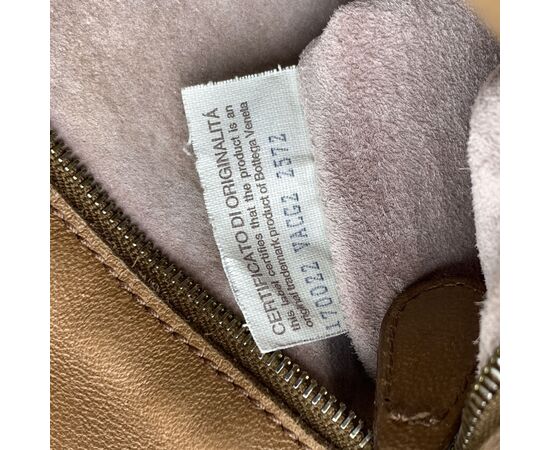 CERTIFICATO DI ORIGINALITÁ
this label certifies that the product is an
original trademark product of Bottega Veneta
170022 VACG2 2572